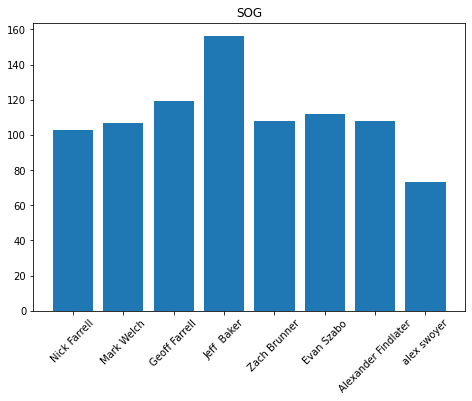 SOG
160
140
120
100
80
60
40
20
0
Nick Farrell
Mark Welch
Geoff Farrell
Jeff  Baker
Zach Brunner
Evan Szabo
Alexander Findlater
alex swoyer